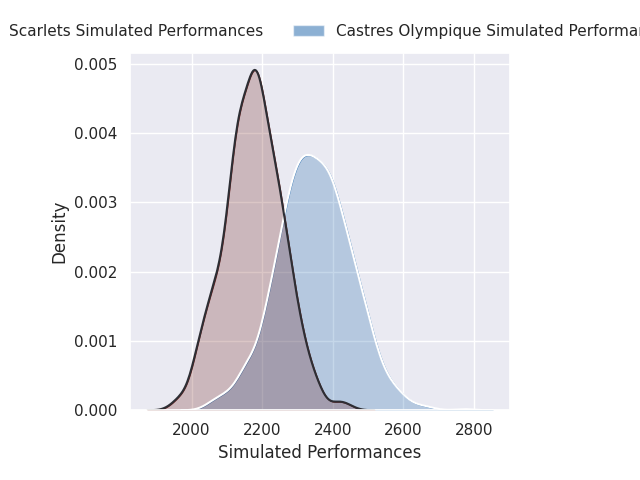 Scarlets Simulated Performances
Castres Olympique Simulated Performa
0.005
0.004
0.003
0.002
0.001
0.000
Density
2000 2200 2400 2600 2800
Simulated Performances